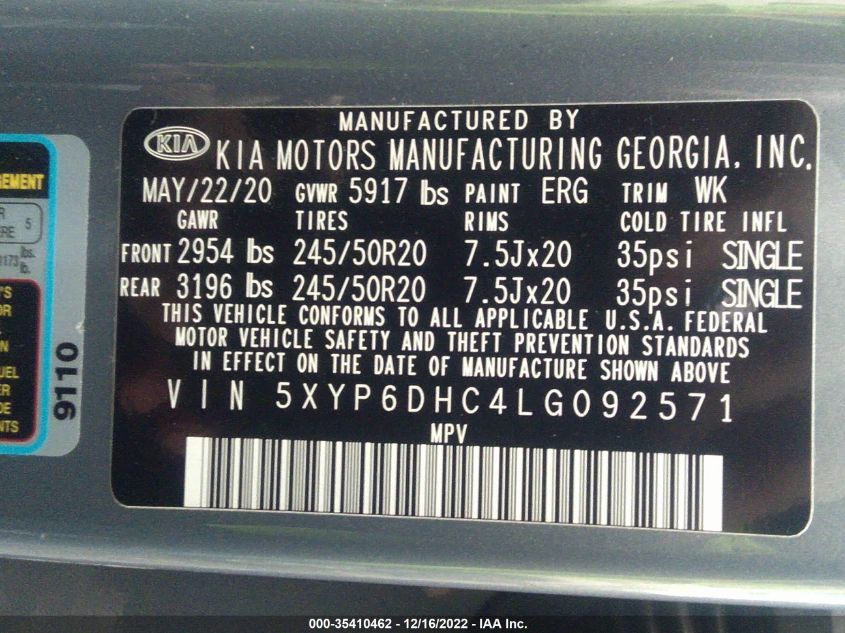 MANUFACTURED BY
KIA KIA MOTORS MANUFACTURING GEORGIA, INC.
MAY/22/20 GVWR 5917 lbs PAINT ERG TRIM WK
GAWR TIRES RIMS COLD TIRE INFL
FRONT 2954 lbs 245/50R20 7.5Jx20 35psi SINGLE
REAR 3196 lbs 245/50R20 7.5Jx20 35psi SINGLE
THIS VEHICLE CONFORMS TO ALL APPLICABLE U.S.A. FEDERAL
MOTOR VEHICLE SAFETY AND THEFT PREVENTION STANDARDS
IN EFFECT ON THE DATE OF MANUFACTURE SHOWN ABOVE
VIN 5XYP6DHC4LG092571
MPV
5
lbs.
lb.
9110
000-35410462 - 12/16/2022 - IAA Inc.